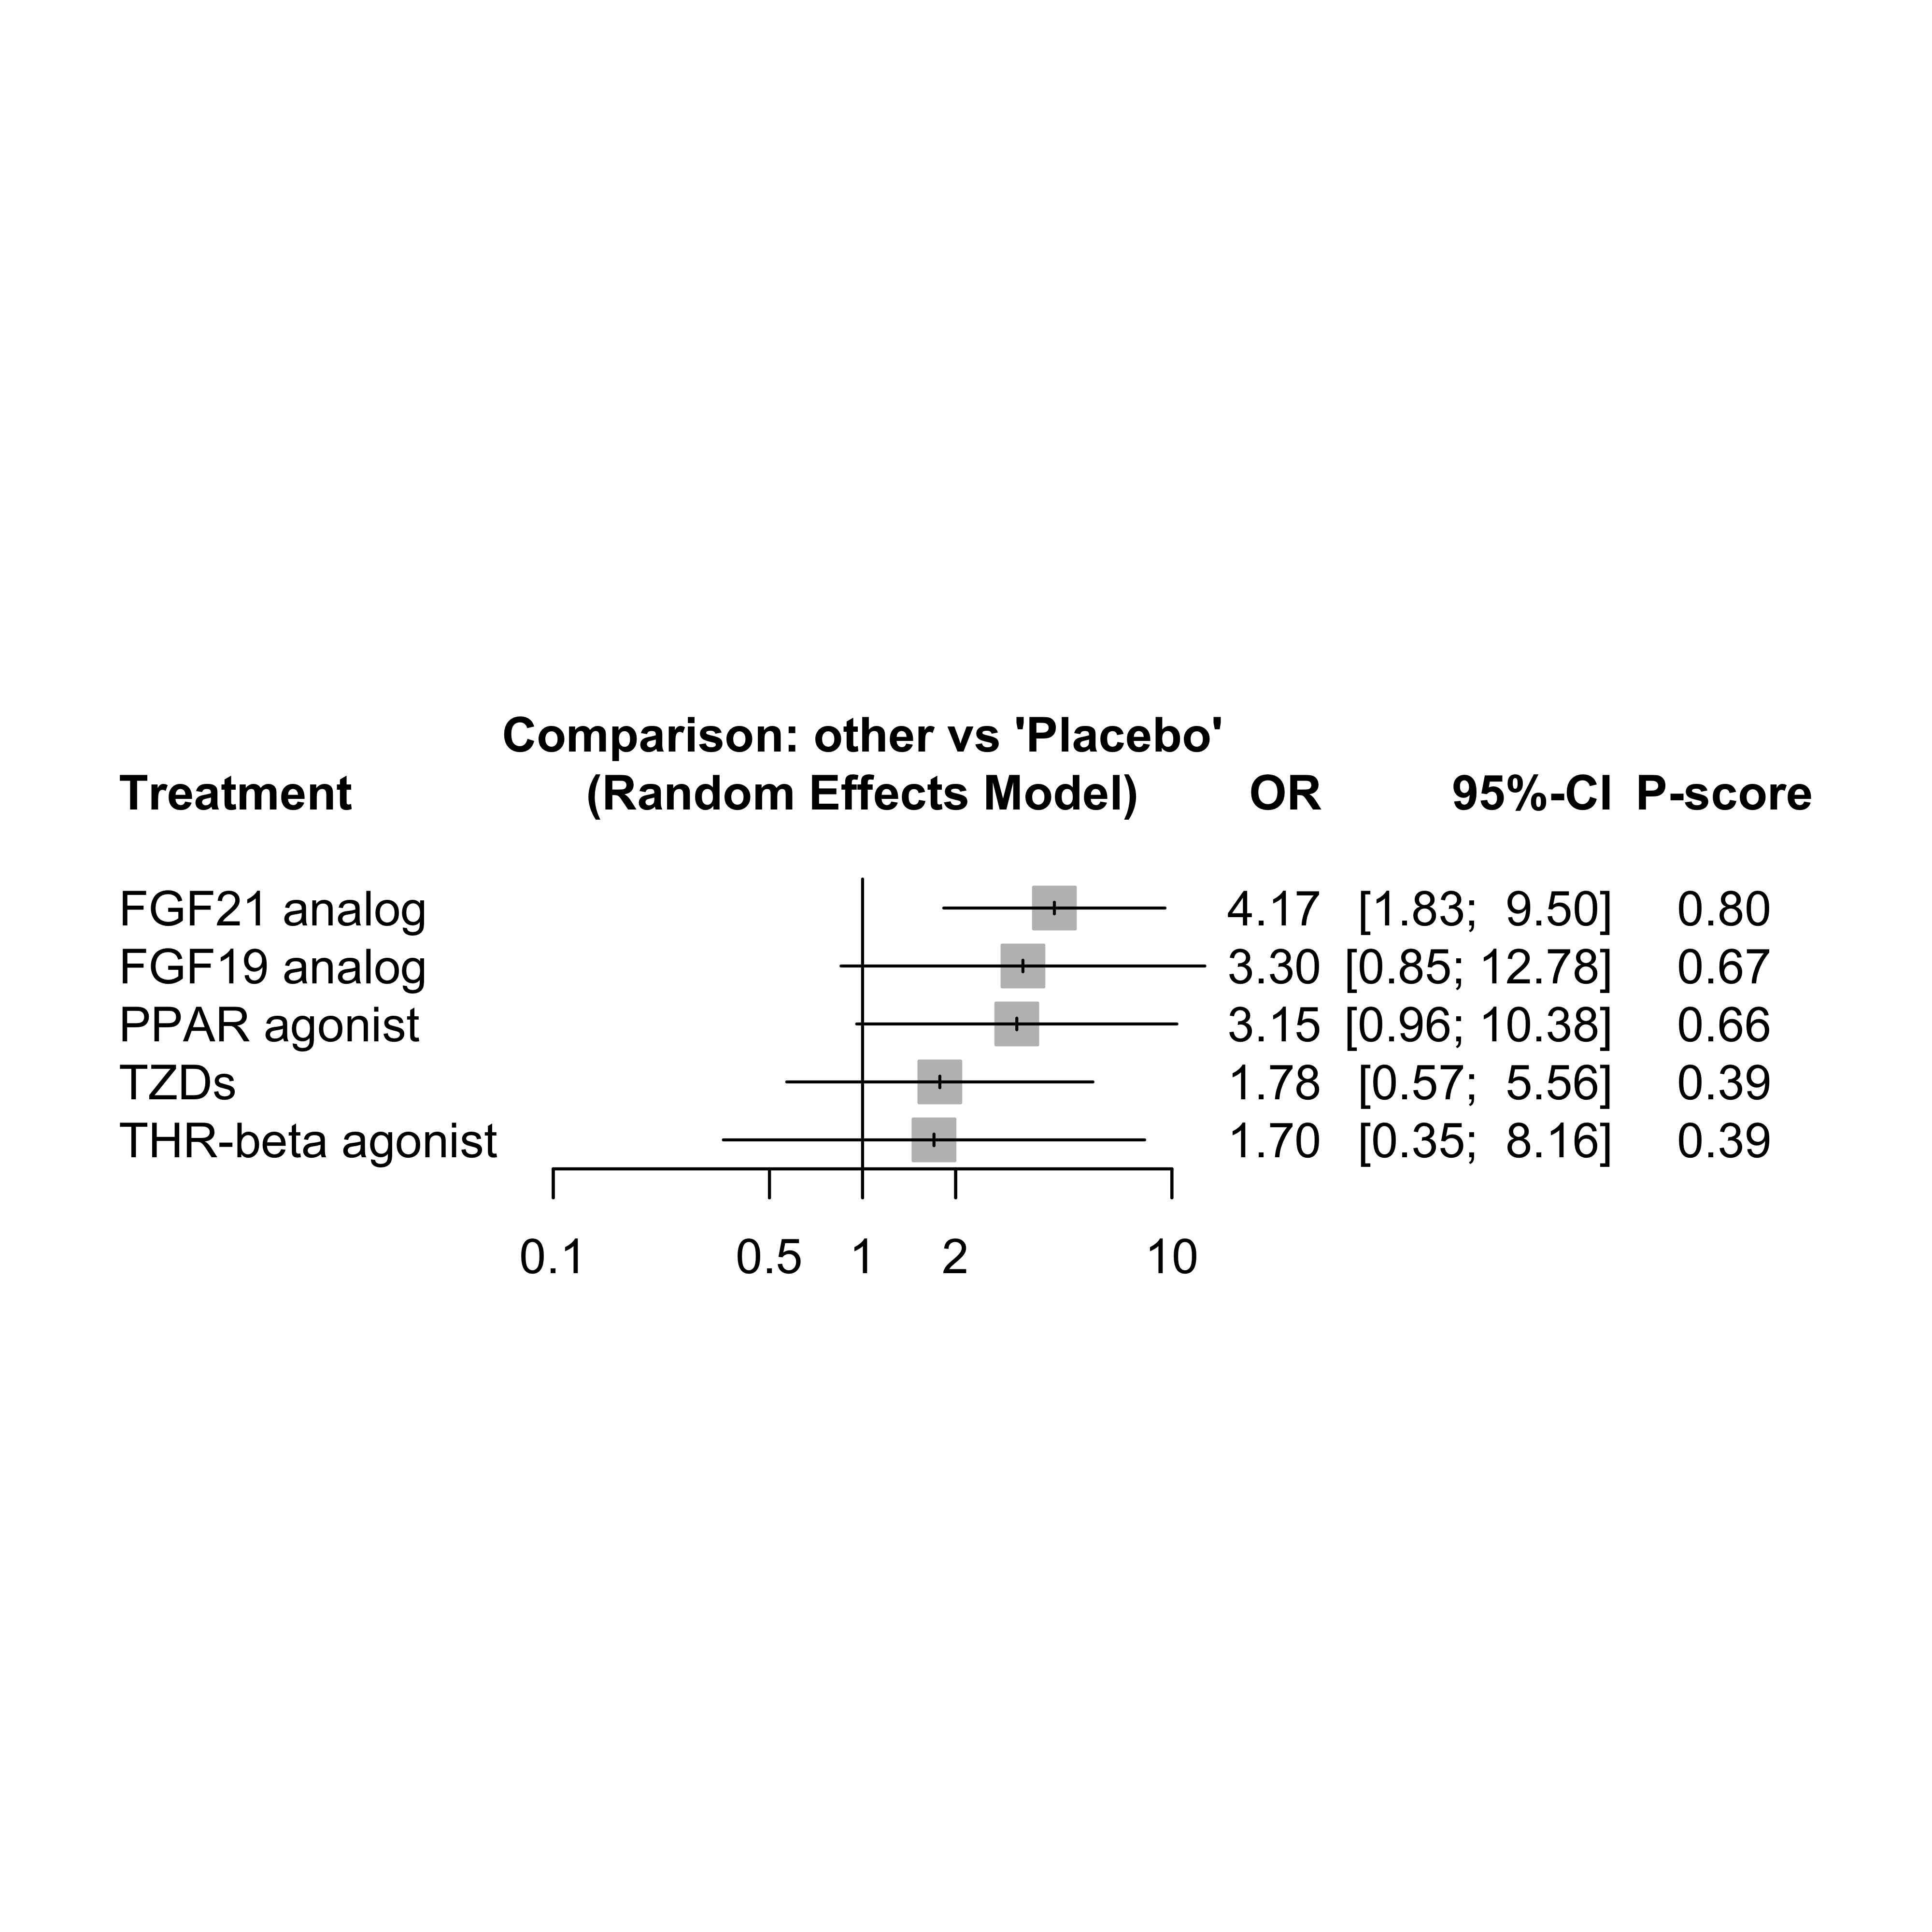 Comparison: other vs 'Placebo'
Treatment (Random Effects Model) OR 95%-CI P-score
FGF21 analog 4.17 [1.83; 9.50] 0.80
FGF19 analog 3.30 [0.85; 12.78] 0.67
PPAR agonist 3.15 [0.96; 10.38] 0.66
TZDs 1.78 [0.57; 5.56] 0.39
THR-beta agonist 1.70 [0.35; 8.16] 0.39
0.1 0.5 1 2 10